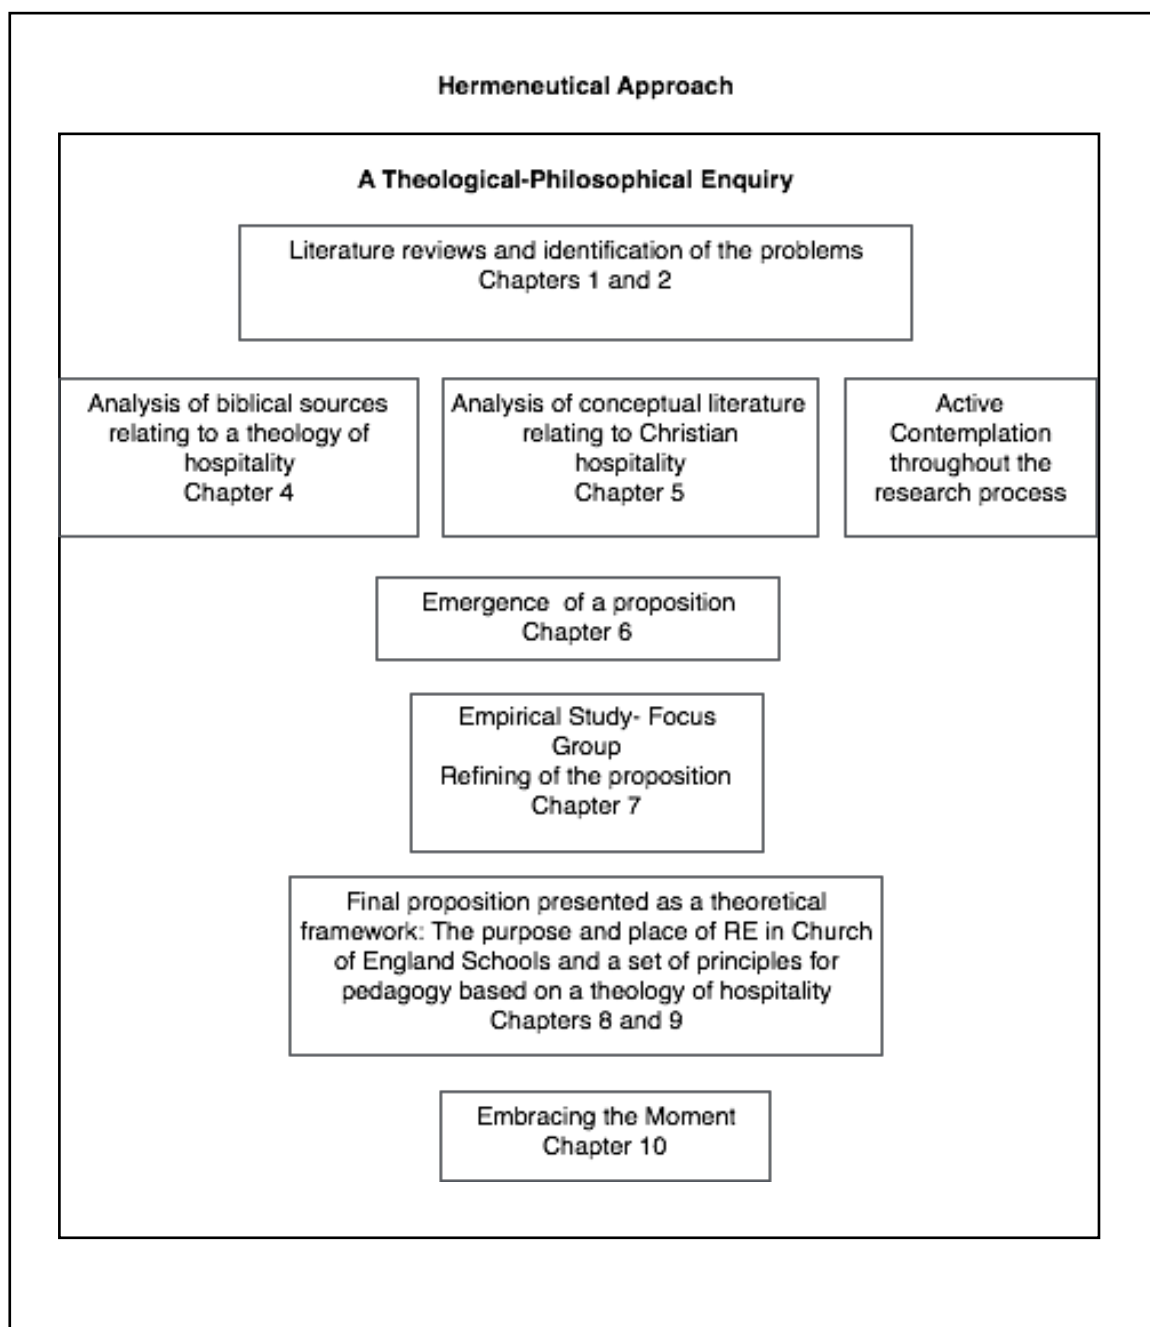 Hermeneutical Approach
A Theological-Philosophical Enquiry
Literature reviews and identification of the problems
Chapters 1 and 2
Analysis of biblical sources
relating to a theology of
hospitality
Chapter 4
Analysis of conceptual literature
relating to Christian
hospitality
Chapter 5
Active
Contemplation
throughout the
research process
Emergence of a proposition
Chapter 6
Empirical Study- Focus
Group
Refining of the proposition
Chapter 7
Final proposition presented as a theoretical
framework: The purpose and place of RE in Church
of England Schools and a set of principles for
pedagogy based on a theology of hospitality
Chapters 8 and 9
Embracing the Moment
Chapter 10